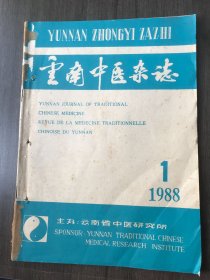 YUNNAN ZHONGYI ZAZHI
雲南中医杂志
YUNNAN JOURNAL OF TRADITIONAL
CHINESE MEDICINE
REVUE DE LA MEDECINE TRADITIONNELLE
CHINOISE DU YUNNAN
1
1988
主办:云南省中医研究所
SPONSOR: YUNNAN TRADITIONAL CHINESE
MEDICAL RESEARCH INSTITUTE